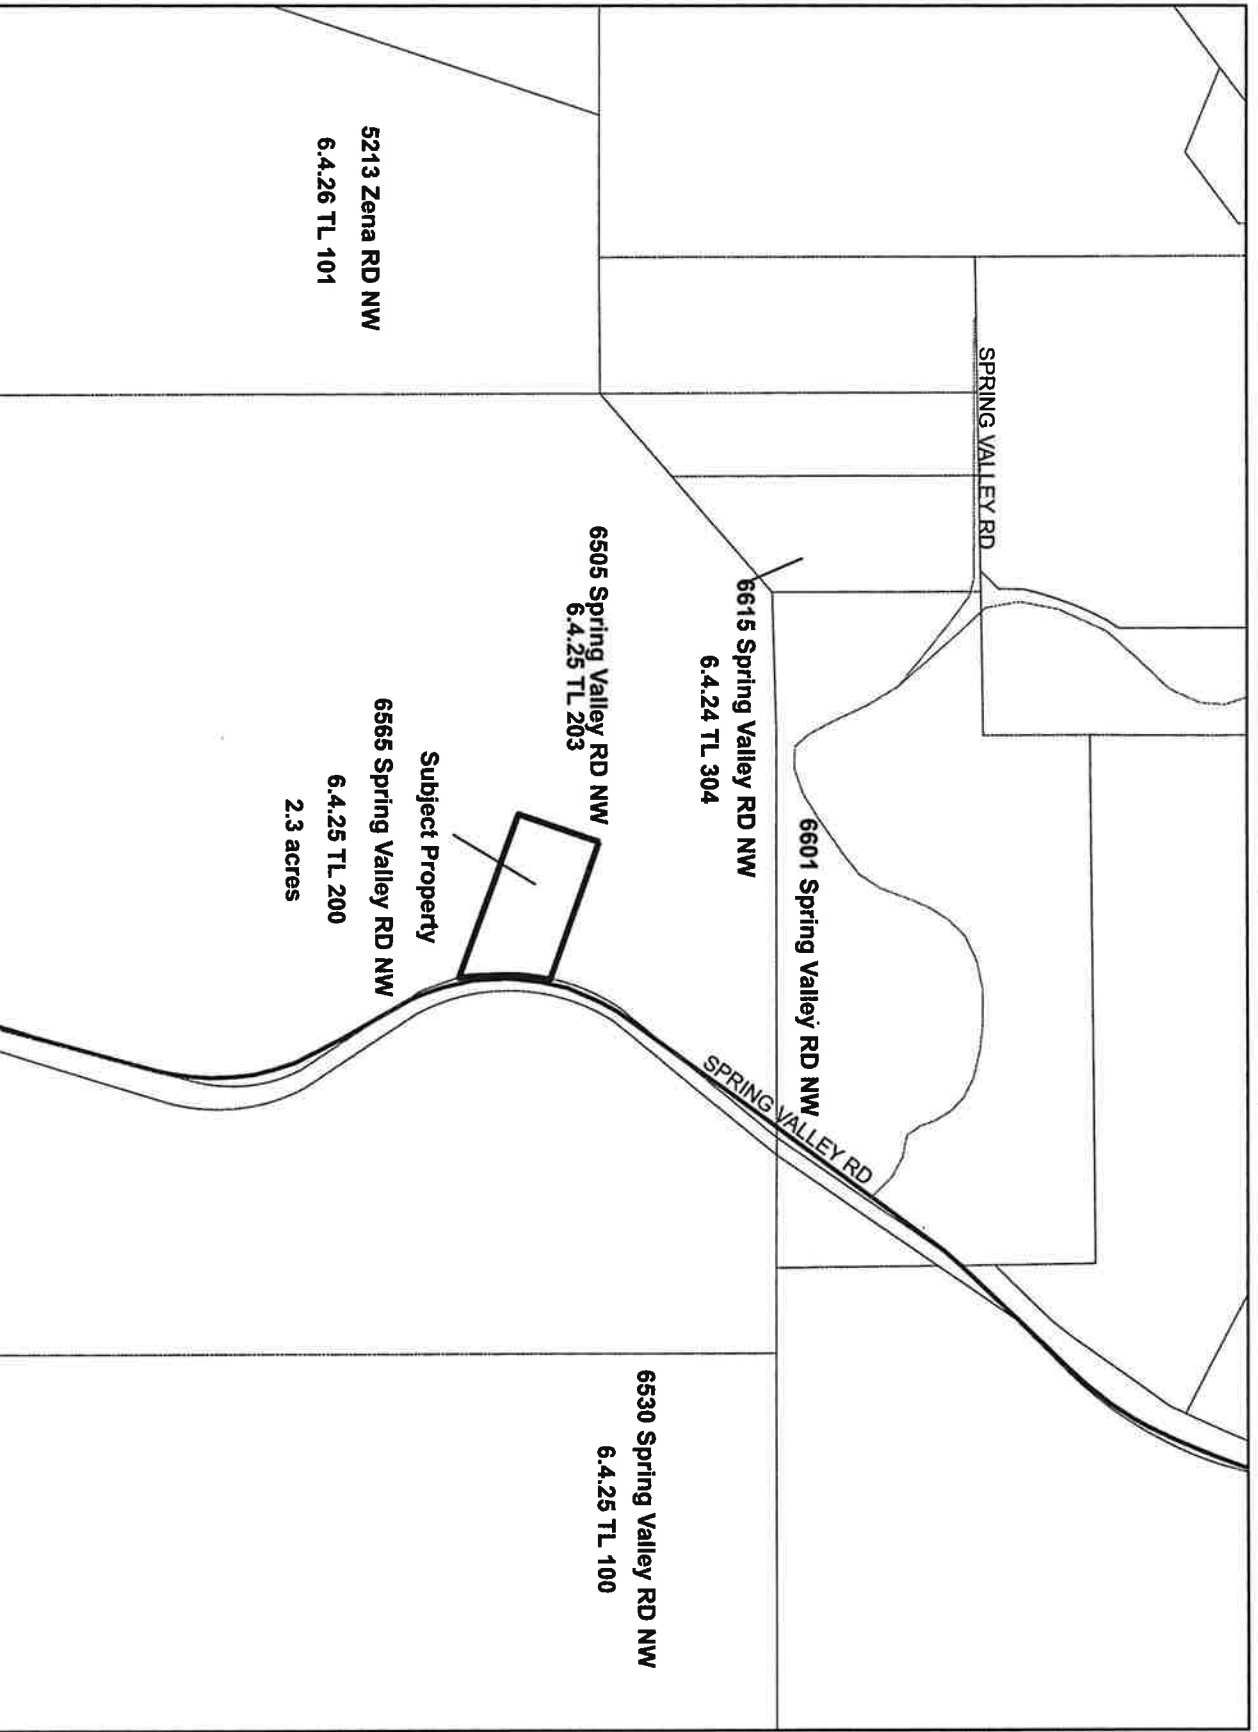 SPRING VALLEY RD
6601 Spring Valley RD NW
6615 Spring Valley RD NW
6.4.24 TL 304
SPRING VALLEY RD
6505 Spring Valley RD NW
6.4.25 TL 203
6530 Spring Valley RD NW
6.4.25 TL 100
Subject Property
6565 Spring Valley RD NW
6.4.25 TL 200
2.3 acres
5213 Zena RD NW
6.4.26 TL 101